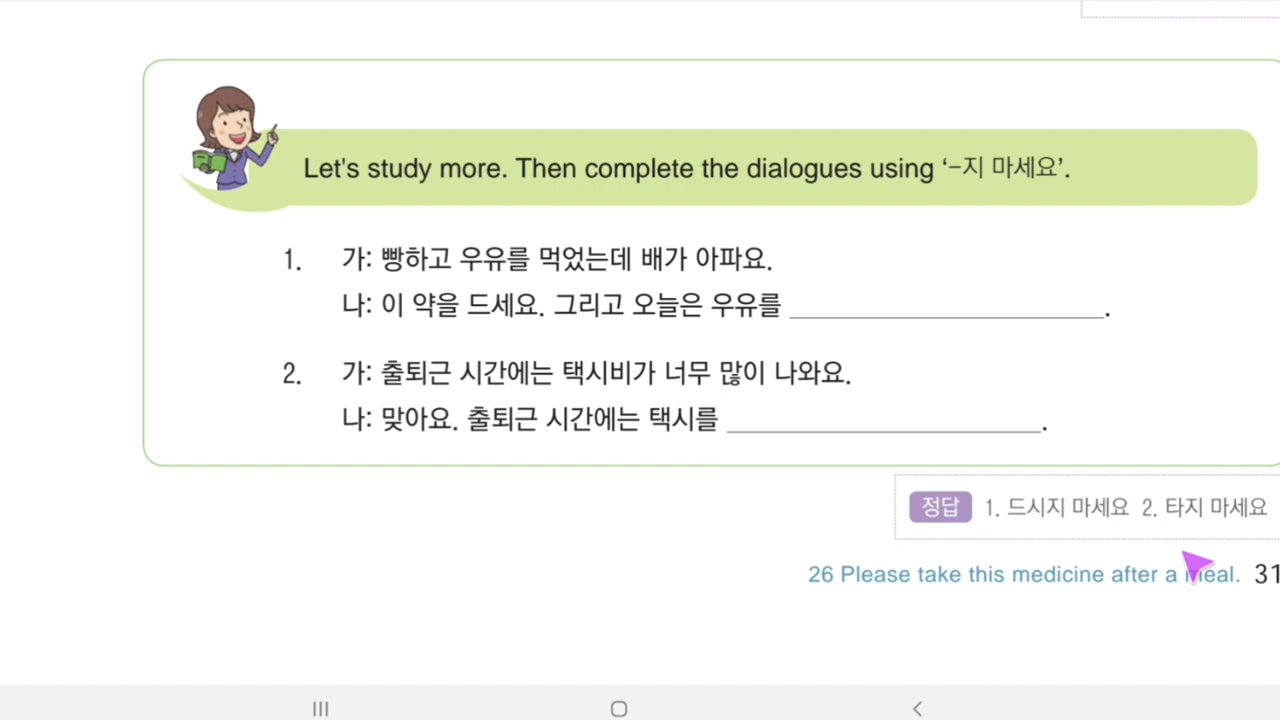 Let's study more. Then complete the dialogues using ‘-지 마세요’.
1. 가: 빵하고 우유를 먹었는데 배가 아파요.
나: 이 약을 드세요. 그리고 오늘은 우유를 ____________________.
2. 가: 출퇴근 시간에는 택시비가 너무 많이 나와요.
나: 맞아요. 출퇴근 시간에는 택시를 ____________________.
정답 1. 드시지 마세요 2. 타지 마세요
26 Please take this medicine after a meal. 31